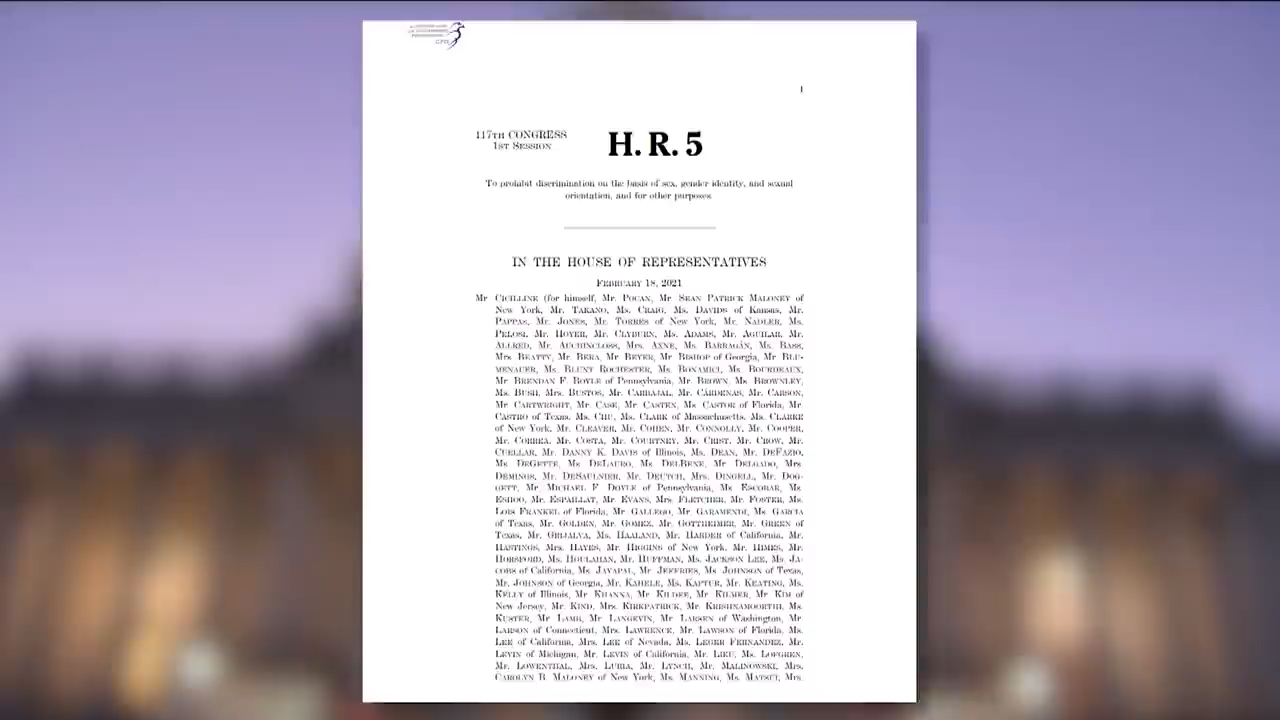 GPO
I
117TH CONGRESS
1ST SESSION
H. R. 5
To prohibit discrimination on the basis of sex, gender identity, and sexual
orientation, and for other purposes
IN THE HOUSE OF REPRESENTATIVES
FEBRUARY 18, 2021
Mr CICILLINE (for himself, Mr. POCAN, Mr SEAN PATRICK MALONEY of
New York, Mr. TAKANO, Ms. CRAIG, Ms. DAVIDS of Kansas, Mr.
PAPPAS, Mr. JONES, Mr. TORRES of New York, Mr. NADLER, Ms.
PELOSI, Mr. HOYER, Mr. CLYBURN, Ms. ADAMS, Mr. AGUILAR, Mr.
ALLRED, Mr. AUCHINCLOSS, Mrs. AXNE, Ms. BARRAGÁN, Ms. BASS,
Mrs. BEATTY, Mr. BERA, Mr BEYER, Mr BISHOP of Georgia, Mr BLU-
MENAUER, Ms. BLUNT ROCHESTER, Ms. BONAMICI, Ms. BOURDEAUX,
Mr BRENDAN F. BOYLE of Pennsylvania, Mr. BROWN, Ms. BROWNLEY,
Ms. BUSH, Mrs. BUSTOS, Mr. CARBAJAL, Mr. CÁRDENAS, Mr. CARSON,
Mr CARTWRIGHT, Mr. CASE, Mr. CASTEN, Ms CASTOR of Florida, Mr.
CASTRO of Texas, Ms. CHU, Ms. CLARK of Massachusetts, Ms. CLARKE
of New York, Mr. CLEAVER, Mr. COHEN, Mr. CONNOLLY, Mr. COOPER,
Mr. CORREA, Mr. COSTA, Mr. COURTNEY, Mr. CRIST, Mr. CROW, Mr.
CUELLAR, Mr. DANNY K. DAVIS of Illinois, Ms. DEAN, Mr. DEFAZIO,
Ms. DEGETTE, Ms. DELAURO, Ms. DELBENE, Mr DELGADO, Mrs
DEMINGS, Mr. DESAULNIER, Mr. DEUTCH, Mrs. DINGELL, Mr. DOG-
GETT, Mr MICHAEL F. DOYLE of Pennsylvania, Ms ESCOBAR, Ms.
ESHOO, Mr. ESPAILLAT, Mr. EVANS, Mrs. FLETCHER, Mr. FOSTER, Ms.
LOIS FRANKEL of Florida, Mr. GALLEGO, Mr. GARAMENDI, Ms. GARCIA
of Texas, Mr. GOLDEN, Mr. GOMEZ, Mr. GOTTHEIMER, Mr. GREEN of
Texas, Mr. GRIJALVA, Ms. HAALAND, Mr. HARDER of California, Mr.
HASTINGS, Mrs. HAYES, Mr. HIGGINS of New York, Mr. HIMES, Mr.
HORSFORD, Ms. HOULAHAN, Mr. HUFFMAN, Ms. JACKSON LEE, Ms. JA-
COBS of California, Ms. JAYAPAL, Mr JEFFRIES, Ms JOHNSON of Texas,
Mr. JOHNSON of Georgia, Mr. KAHELE, Ms. KAPTUR, Mr. KEATING, Ms.
KELLY of Illinois, Mr KHANNA, Mr. KILDEE, Mr. KILMER, Mr KIM of
New Jersey, Mr. KIND, Mrs. KIRKPATRICK, Mr. KRISHNAMOORTHI, Ms.
KUSTER, Mr LAMB, Mr. LANGEVIN, Mr. LARSEN of Washington, Mr.
LARSON of Connecticut, Mrs. LAWRENCE, Mr. LAWSON of Florida, Ms.
LEE of California, Mrs. LEE of Nevada, Ms. LEGER FERNANDEZ, Mr.
LEVIN of Michigan, Mr. LEVIN of California, Mr. LIEU, Ms. LOFGREN,
Mr. LOWENTHAL, Mrs. LURIA, Mr. LYNCH, Mr. MALINOWSKI, Mrs.
CAROLYN B. MALONEY of New York, Ms. MANNING, Ms. MATSUI, Mrs.